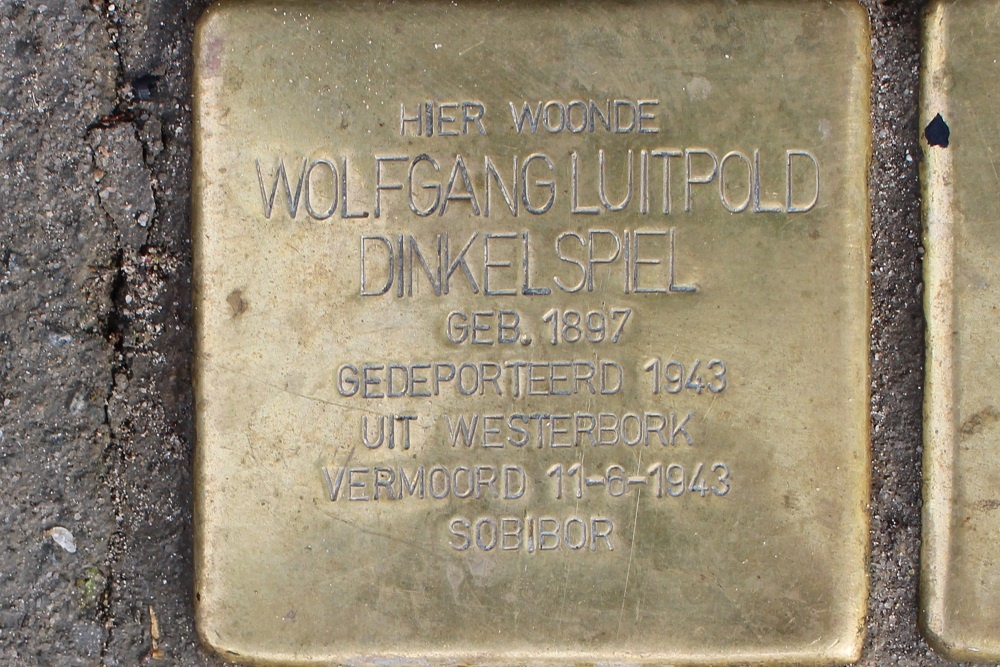 HIER WOONDE
WOLFGANG LUITPOLD
DINKELSPIEL
GEB. 1897
GEDEPORTEERD 1943
UIT WESTERBORK
VERMOORD 11-6-1943
SOBIBOR